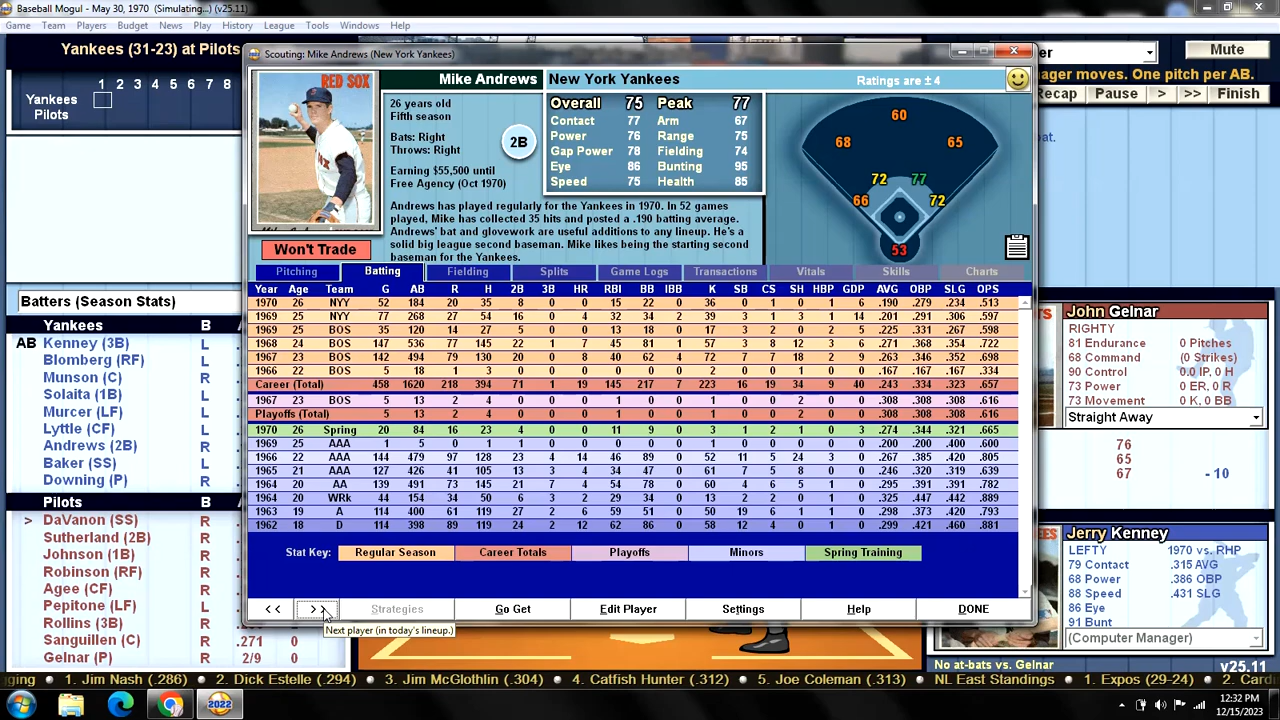 Baseball Mogul - May 30, 1970 (Simulating...) (v25.11)
Game Team Players Budget News Play History League Tools Windows Help
Yankees (31-23) at Pilots
1 2 3 4 5 6 7 8
Yankees
Pilots
Mute
nager moves. One pitch per AB.
Recap Pause > >> Finish
Scouting: Mike Andrews (New York Yankees)
RED SOX
Mike Andrews
New York Yankees
Ratings are ± 4
26 years old
Fifth season
Bats: Right
Throws: Right
Earning $55,500 until
Free Agency (Oct 1970)
2B
Overall 75 Peak 77
Contact 77 Arm 67
Power 76 Range 75
Gap Power 78 Fielding 74
Eye 86 Bunting 95
Speed 75 Health 85
60
68 65
72 77
66 72
53
Andrews has played regularly for the Yankees in 1970. In 52 games
played, Mike has collected 35 hits and posted a .190 batting average.
Andrews' bat and glovework are useful additions to any lineup. He's a
solid big league second baseman. Mike likes being the starting second
baseman for the Yankees.
Won't Trade
Pitching Batting Fielding Splits Game Logs Transactions Vitals Skills Charts
Year Age Team G AB R H 2B 3B HR RBI BB IBB K SB CS SH HBP GDP AVG OBP SLG OPS
1970 26 NYY 52 184 20 35 8 0 0 15 22 0 36 0 1 0 1 6 .190 .279 .234 .513
1969 25 NYY 77 268 27 54 16 0 4 32 34 2 39 3 1 3 1 14 .201 .291 .306 .597
1969 25 BOS 35 120 14 27 5 0 0 13 18 0 17 3 2 0 2 5 .225 .331 .267 .598
1968 24 BOS 147 536 77 145 22 1 7 45 81 1 57 3 8 12 3 6 .271 .368 .354 .722
1967 23 BOS 142 494 79 130 20 0 8 40 62 4 72 7 7 18 2 9 .263 .346 .352 .698
1966 22 BOS 5 18 1 3 0 0 0 0 0 0 2 0 0 1 0 0 .167 .167 .167 .334
Career (Total) 458 1620 218 394 71 1 19 145 217 7 223 16 19 34 9 40 .243 .334 .323 .657
1967 23 BOS 5 13 2 4 0 0 0 1 0 0 1 0 0 1 0 0 .308 .308 .308 .616
Playoffs (Total) 5 13 2 4 0 0 0 1 0 0 1 0 0 1 0 0 .308 .308 .308 .616
1970 26 Spring 20 84 16 23 4 0 0 11 9 0 3 1 2 1 0 3 .274 .344 .321 .665
1969 25 AAA 1 5 0 1 1 0 0 0 0 0 1 0 0 0 0 0 .200 .200 .400 .600
1966 22 AAA 144 479 97 128 23 4 14 46 89 0 52 11 5 24 3 0 .267 .385 .420 .805
1965 21 AAA 127 426 41 105 13 3 4 34 47 0 61 7 5 8 0 0 .246 .320 .319 .639
1964 20 AA 139 491 73 145 21 7 4 54 78 0 60 4 6 5 1 0 .295 .391 .391 .782
1964 20 WRk 44 154 34 50 6 3 2 29 34 0 13 2 2 0 0 0 .325 .447 .442 .889
1963 19 A 114 400 61 119 27 2 6 59 51 0 50 19 6 1 0 0 .298 .373 .420 .793
1962 18 D 114 398 89 119 24 2 12 62 86 0 58 12 4 0 0 0 .299 .421 .460 .881
Stat Key: Regular Season Career Totals Playoffs Minors Spring Training
<< >> Strategies Go Get Edit Player Settings Help DONE
Next player (in today's lineup.)
Batters (Season Stats)
Yankees B
AB Kenney (3B) L
Blomberg (RF) L
Munson (C) R
Solaita (1B) L
Murcer (LF) L
Lyttle (CF) L
Andrews (2B) R
Baker (SS) L
Downing (P) R
Pilots B
> DaVanon (SS) R
Sutherland (2B) R
Johnson (1B) R
Robinson (RF) R
Agee (CF) R
Pepitone (LF) L
Rollins (3B) R
Sanguillen (C) R .271 0
Gelnar (P) R 2/9 0
John Gelnar
RIGHTY
81 Endurance 0 Pitches
68 Command (0 Strikes)
90 Control 0.0 IP, 0 H
73 Power 0 ER, 0 R
73 Movement 0 K, 0 BB
Straight Away
76
65
67 - 10
Jerry Kenney
LEFTY 1970 vs. RHP
79 Contact .315 AVG
68 Power .386 OBP
88 Speed .431 SLG
86 Eye
91 Bunt
(Computer Manager)
No at-bats vs. Gelnar v25.11
gging 1. Jim Nash (.286) 2. Dick Estelle (.294) 3. Jim McGlothlin (.304) 4. Catfish Hunter (.312) 5. Joe Coleman (.313) NL East Standings 1. Expos (29-24) 2. Card
2022
12:32 PM
12/15/2023